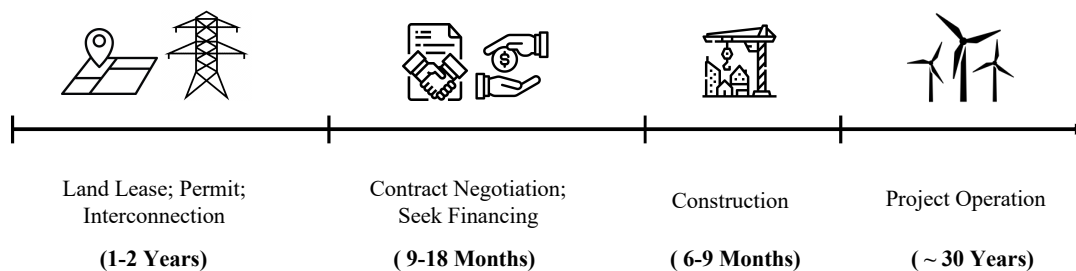 $
Land Lease; Permit;
Interconnection
(1-2 Years)
Contract Negotiation;
Seek Financing
( 9-18 Months)
Construction
( 6-9 Months)
Project Operation
( ~ 30 Years)